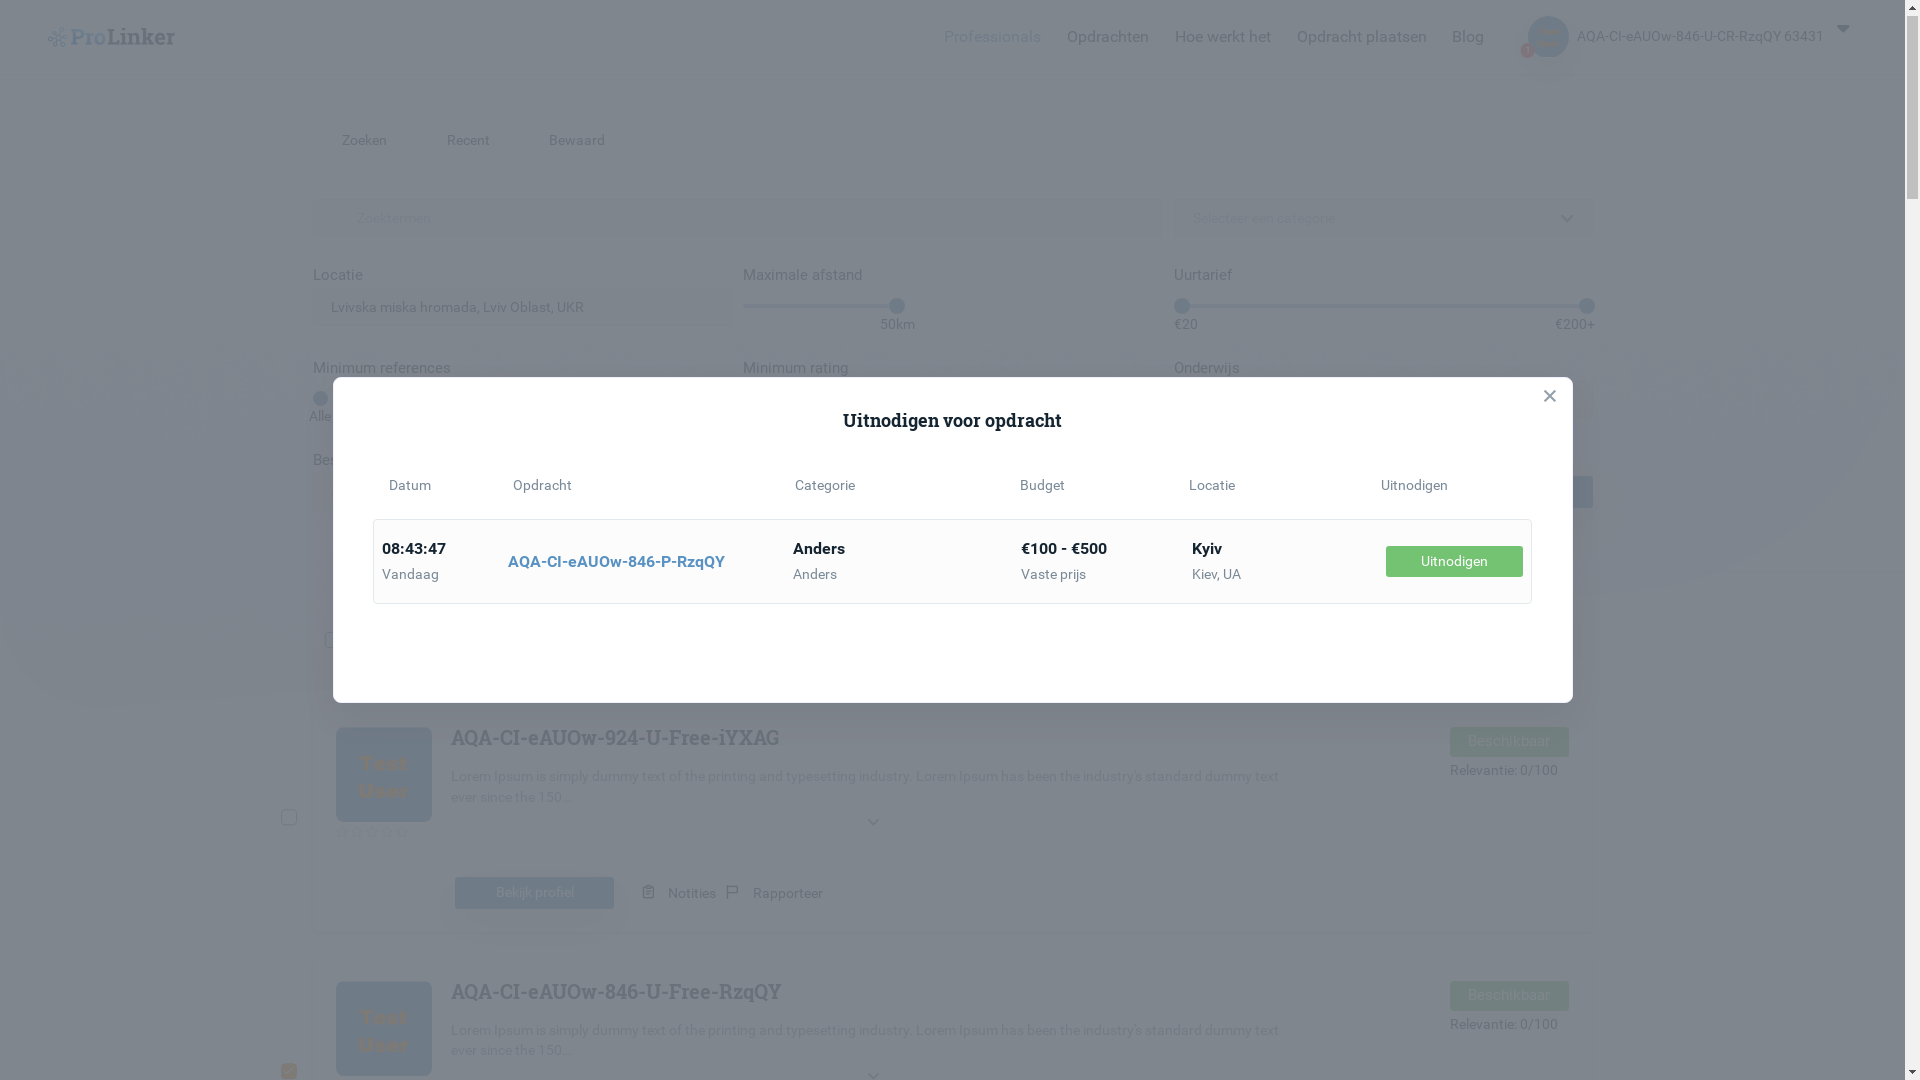 ProLinker
Professionals
Opdrachten
Hoe werkt het
Opdracht plaatsen
Blog
AQA-CI-eAUOw-846-U-CR-RzqQY 63431
Zoeken
Recent
Bewaard
Zoektermen
Selecteer een categorie
Locatie
Maximale afstand
Uurtarief
Lvivska miska hromada, Lviv Oblast, UKR
50km
€20
€200+
Minimum references
Minimum rating
Onderwijs
Alle
Uitnodigen voor opdracht
Datum
Opdracht
Categorie
Budget
Locatie
Uitnodigen
08:43:47
Vandaag
AQA-CI-eAUOw-846-P-RzqQY
Anders
Anders
€100 - €500
Vaste prijs
Kyiv
Kiev, UA
Uitnodigen
AQA-CI-eAUOw-924-U-Free-iYXAG
Beschikbaar
Relevantie: 0/100
Test
User
Lorem Ipsum is simply dummy text of the printing and typesetting industry. Lorem Ipsum has been the industry's standard dummy text
ever since the 150...
Bekijk profiel
Notities
Rapporteer
AQA-CI-eAUOw-846-U-Free-RzqQY
Beschikbaar
Relevantie: 0/100
Test
User
Lorem Ipsum is simply dummy text of the printing and typesetting industry. Lorem Ipsum has been the industry's standard dummy text
ever since the 150...